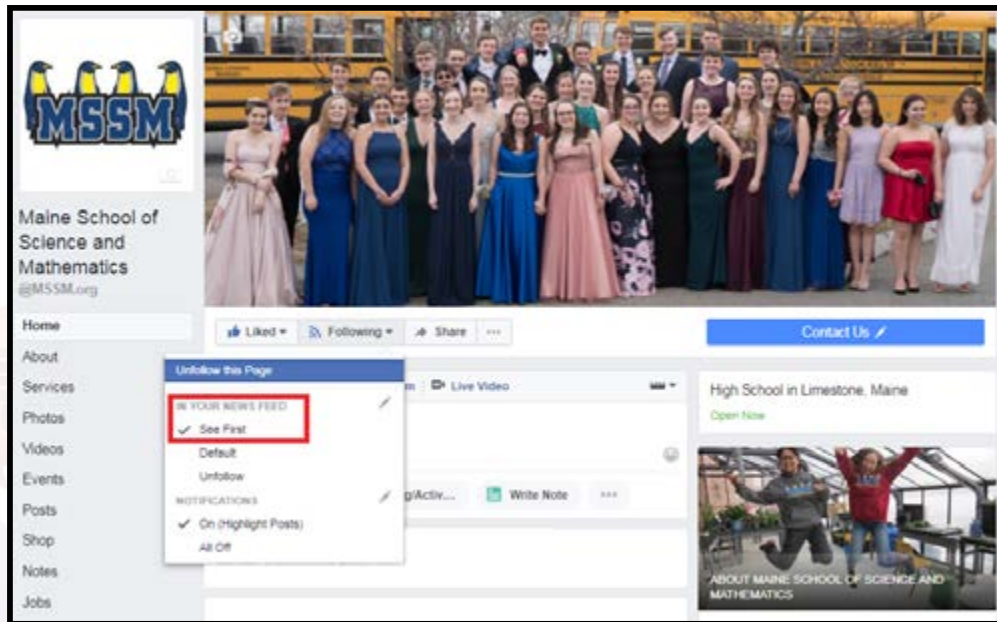 MSSM
Maine School of
Science and
Mathematics
@MSSM.org
Home
About
Services
Photos
Videos
Events
Posts
Shop
Notes
Jobs
Liked
Following
Share
Contact Us
Unfollow this Page
IN YOUR NEWS FEED
See First
Default
Unfollow
NOTIFICATIONS
On (Highlight Posts)
All Off
Live Video
g/Activ...
Write Note
High School in Limestone, Maine
Open Now
ABOUT MAINE SCHOOL OF SCIENCE AND
MATHEMATICS